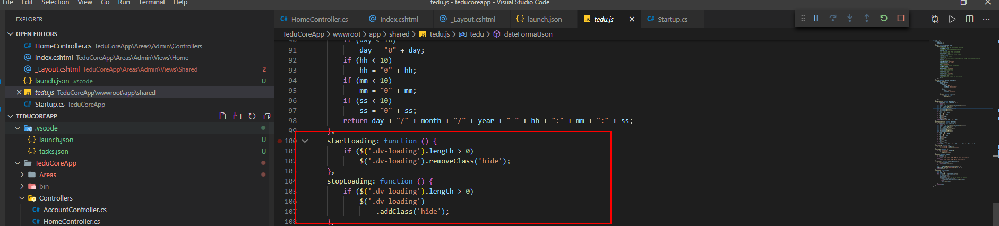 File Edit Selection View Go Run Terminal Help
tedu.js - teducoreapp - Visual Studio Code
EXPLORER
OPEN EDITORS
C# HomeController.cs TeduCoreApp\Areas\Admin\Controllers
@ Index.cshtml TeduCoreApp\Areas\Admin\Views\Home
@ _Layout.cshtml TeduCoreApp\Areas\Admin\Views\Shared 2
{..} launch.json .vscode U
JS tedu.js TeduCoreApp\wwwroot\app\shared
C# Startup.cs TeduCoreApp
TEDUCOREAPP
.vscode
{..} launch.json U
{..} tasks.json U
TeduCoreApp
Areas
bin
Controllers
C# AccountController.cs
C# HomeController.cs
C# HomeController.cs
@ Index.cshtml
@ _Layout.cshtml
{..} launch.json
JS tedu.js
C# Startup.cs
TeduCoreApp > wwwroot > app > shared > JS tedu.js > tedu > dateFormatJson
90 if (day < 10)
91 day = "0" + day;
92 if (hh < 10)
93 hh = "0" + hh;
94 if (mm < 10)
95 mm = "0" + mm;
96 if (ss < 10)
97 ss = "0" + ss;
98 return day + "/" + month + "/" + year + " " + hh + ":" + mm + ":" + ss;
99 },
100 startLoading: function () {
101 if ($('.dv-loading').length > 0)
102 $('.dv-loading').removeClass('hide');
103 },
104 stopLoading: function () {
105 if ($('.dv-loading').length > 0)
106 $('.dv-loading')
107 .addClass('hide');
108 },